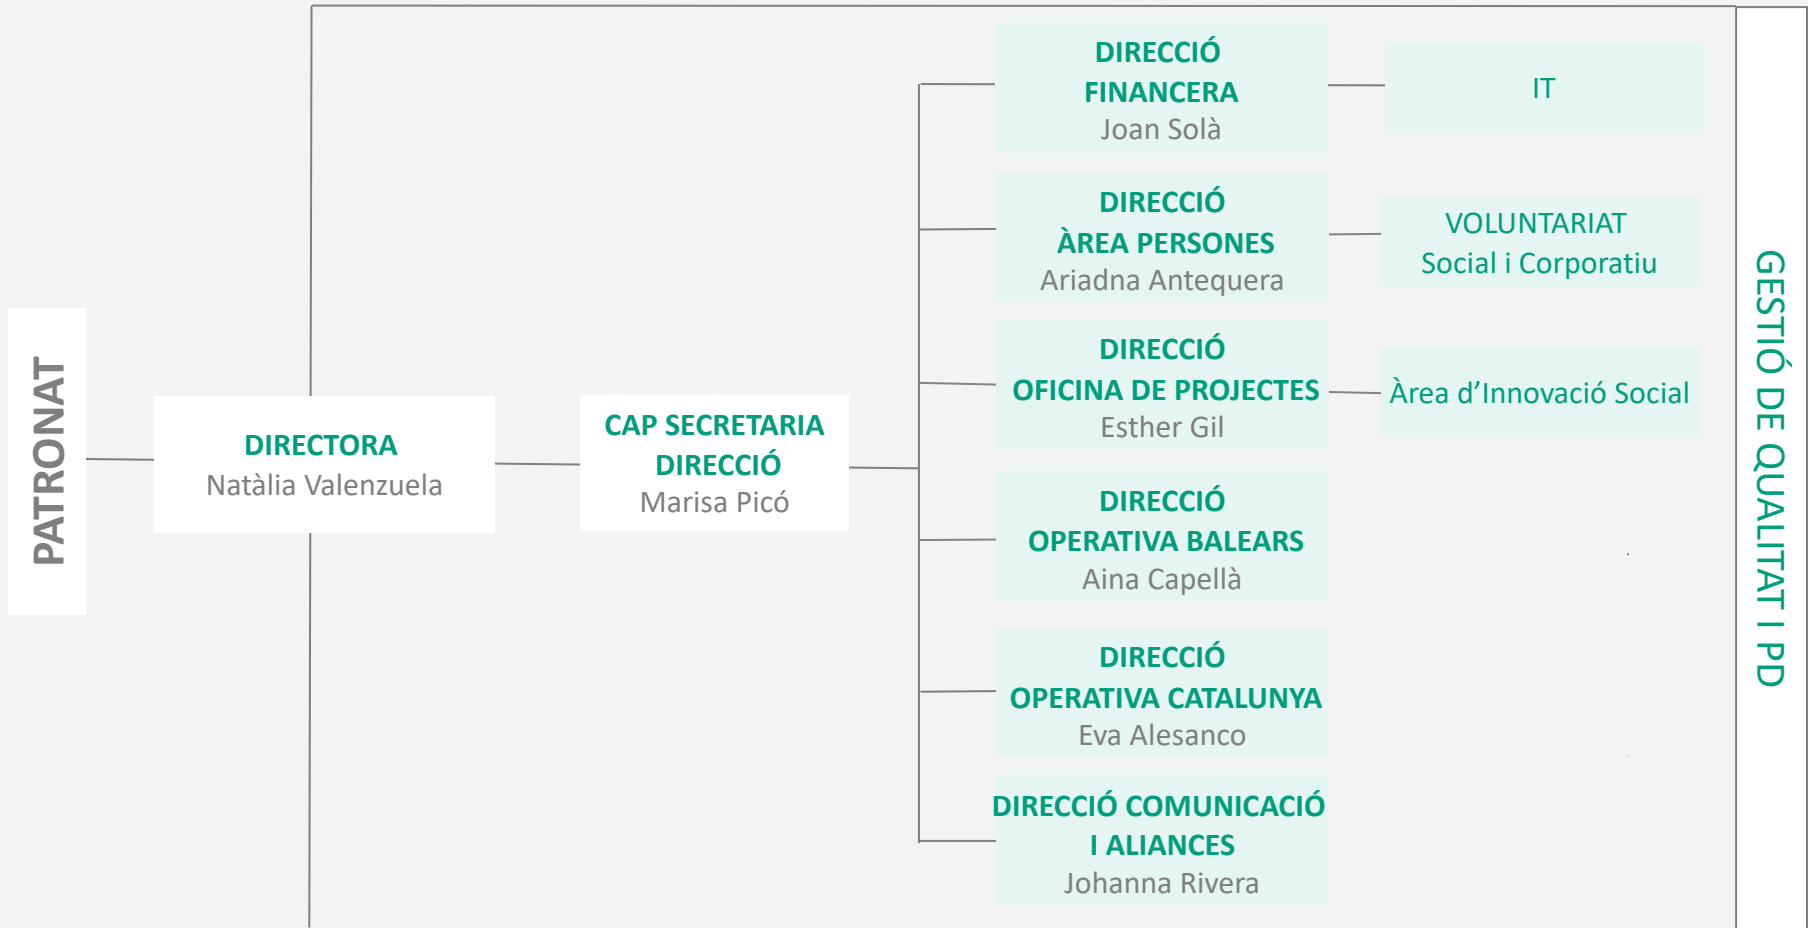 PATRONAT
DIRECTORA
Natàlia Valenzuela
CAP SECRETARIA
DIRECCIÓ
Marisa Picó
DIRECCIÓ
FINANCERA
Joan Solà
IT
DIRECCIÓ
ÀREA PERSONES
Ariadna Antequera
VOLUNTARIAT
Social i Corporatiu
DIRECCIÓ
OFICINA DE PROJECTES
Esther Gil
Àrea d’Innovació Social
DIRECCIÓ
OPERATIVA BALEARS
Aina Capellà
DIRECCIÓ
OPERATIVA CATALUNYA
Eva Alesanco
DIRECCIÓ COMUNICACIÓ
I ALIANCES
Johanna Rivera
GESTIÓ DE QUALITAT I PD